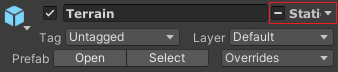 Terrain Stati
Tag Untagged Layer Default
Prefab Open Select Overrides